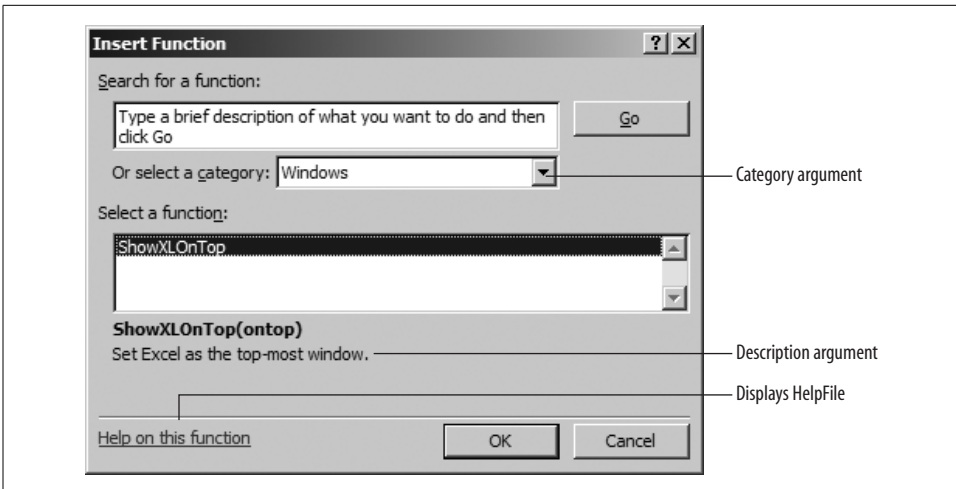 Insert Function
? X
Search for a function:
Type a brief description of what you want to do and then
click Go
Go
Or select a category: Windows
Category argument
Select a function:
ShowXLOnTop
ShowXLOnTop(ontop)
Set Excel as the top-most window.
Description argument
Displays HelpFile
Help on this function
OK
Cancel